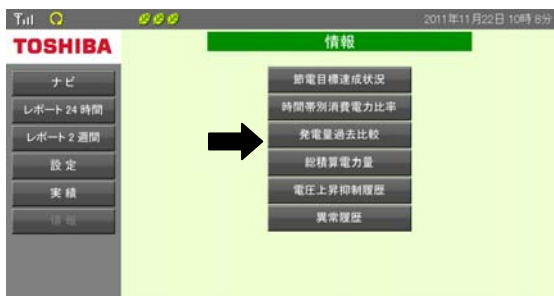 2011年11月22日 10時 8分
TOSHIBA
情報
ナビ
レポート 24 時間
レポート 2 週間
設 定
実 績
情 報
節電目標達成状況
時間帯別消費電力比率
発電量過去比較
総積算電力量
電圧上昇抑制履歴
異常履歴